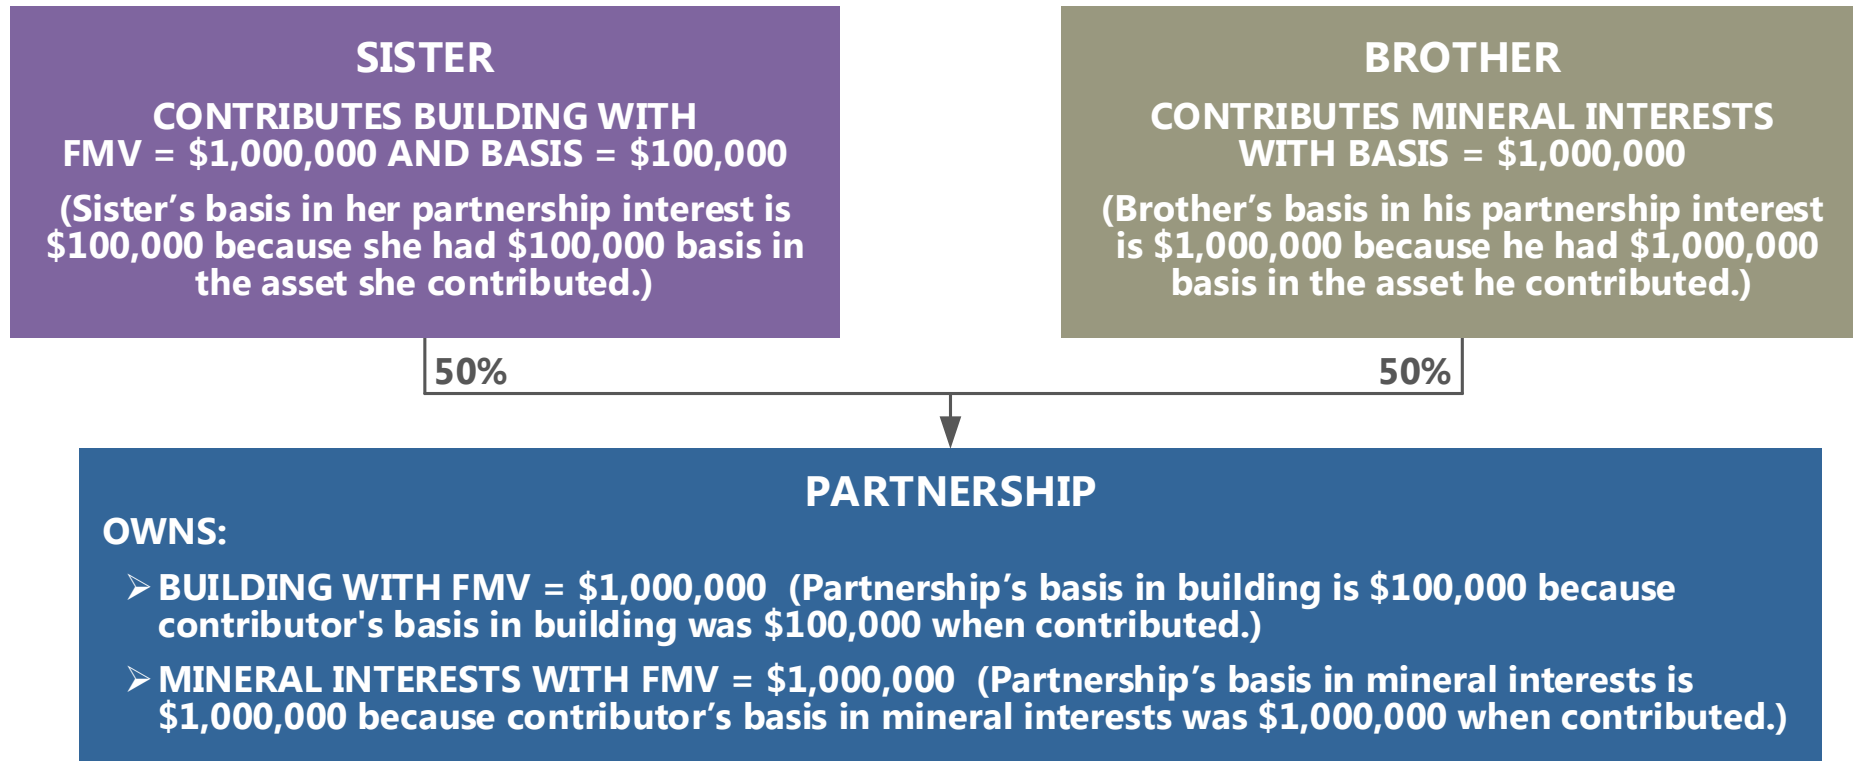 SISTER
CONTRIBUTES BUILDING WITH
FMV = $1,000,000 AND BASIS = $100,000
(Sister’s basis in her partnership interest is
$100,000 because she had $100,000 basis in
the asset she contributed.)
BROTHER
CONTRIBUTES MINERAL INTERESTS
WITH BASIS = $1,000,000
(Brother’s basis in his partnership interest
is $1,000,000 because he had $1,000,000
basis in the asset he contributed.)
50%
50%
PARTNERSHIP
OWNS:
➢ BUILDING WITH FMV = $1,000,000 (Partnership’s basis in building is $100,000 because
contributor's basis in building was $100,000 when contributed.)
➢ MINERAL INTERESTS WITH FMV = $1,000,000 (Partnership’s basis in mineral interests is
$1,000,000 because contributor’s basis in mineral interests was $1,000,000 when contributed.)